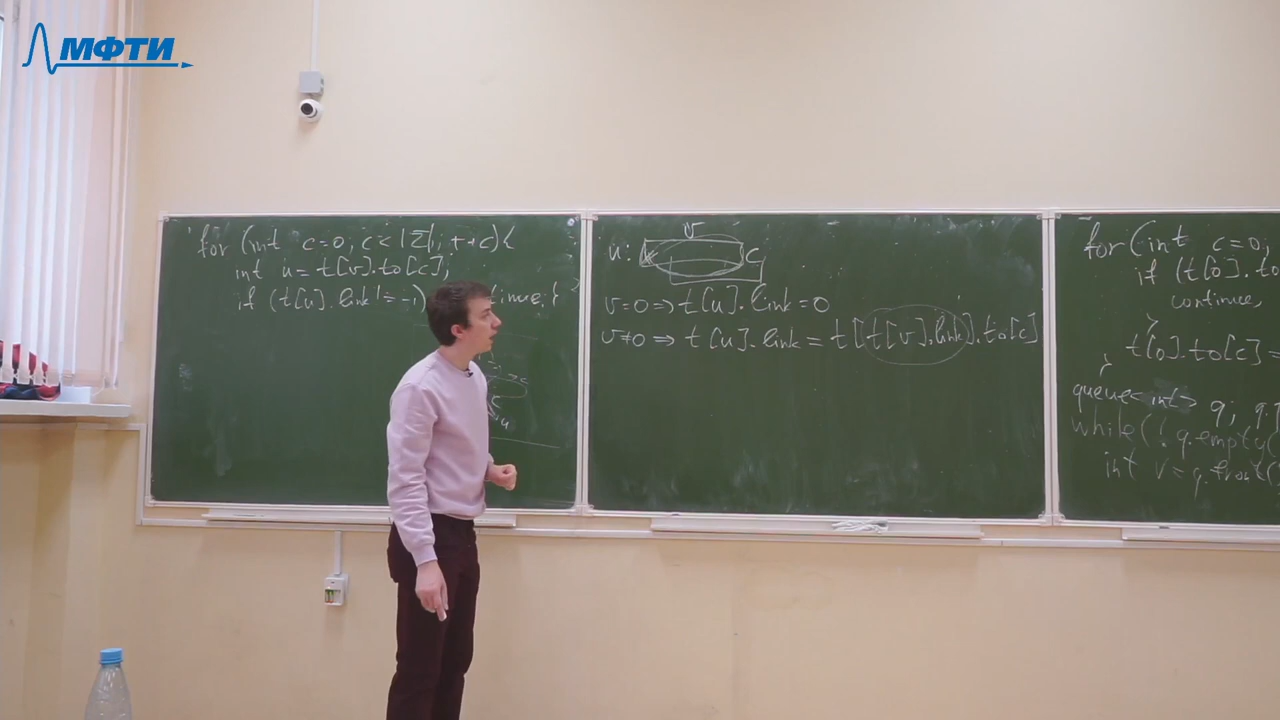 МФТИ
for (int c=0; c<|Σ|; ++c){
int u = t[v].to[c];
if (t[u].link != -1) continue; }
v
u: c
v=0 ⇒ t[u].link=0
v≠0 ⇒ t[u].link = t[t[v].link].to[c]
for (int c=0;
if (t[0].to
continue;
t[0].to[c] =
queue<int> q; q.p
while (!q.empty(
int v = q.front(